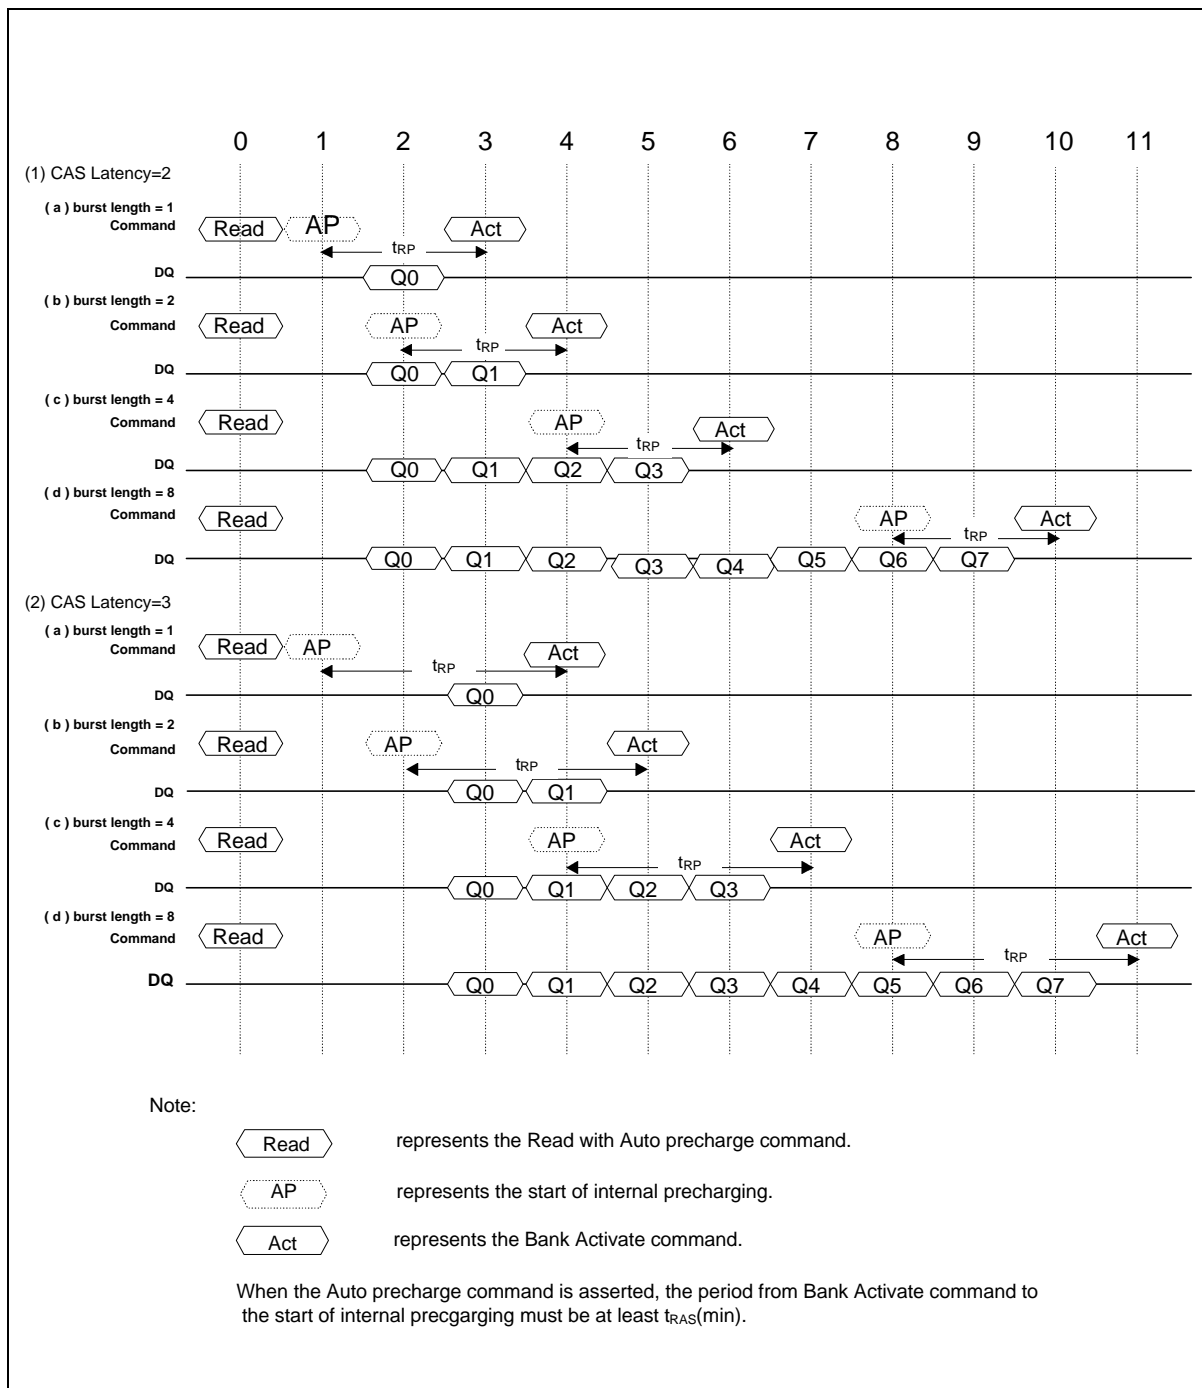 0 1 2 3 4 5 6 7 8 9 10 11
(1) CAS Latency=2
( a ) burst length = 1
Command Read AP Act
tRP
DQ Q0
( b ) burst length = 2
Command Read AP Act
tRP
DQ Q0 Q1
( c ) burst length = 4
Command Read AP Act
tRP
DQ Q0 Q1 Q2 Q3
( d ) burst length = 8
Command Read AP Act
tRP
DQ Q0 Q1 Q2 Q3 Q4 Q5 Q6 Q7
(2) CAS Latency=3
( a ) burst length = 1
Command Read AP Act
tRP
DQ Q0
( b ) burst length = 2
Command Read AP Act
tRP
DQ Q0 Q1
( c ) burst length = 4
Command Read AP Act
tRP
DQ Q0 Q1 Q2 Q3
( d ) burst length = 8
Command Read AP Act
tRP
DQ Q0 Q1 Q2 Q3 Q4 Q5 Q6 Q7
Note:
Read represents the Read with Auto precharge command.
AP represents the start of internal precharging.
Act represents the Bank Activate command.
When the Auto precharge command is asserted, the period from Bank Activate command to
the start of internal precgarging must be at least tRAS(min).